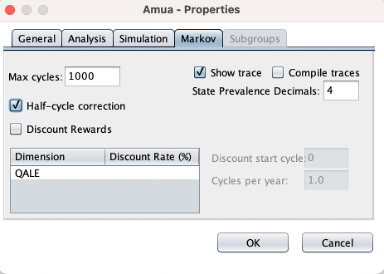 Amua - Properties
General Analysis Simulation Markov Subgroups
Max cycles: 1000
Show trace Compile traces
State Prevalence Decimals: 4
Half-cycle correction
Discount Rewards
Dimension Discount Rate (%)
QALE
Discount start cycle: 0
Cycles per year: 1.0
OK Cancel